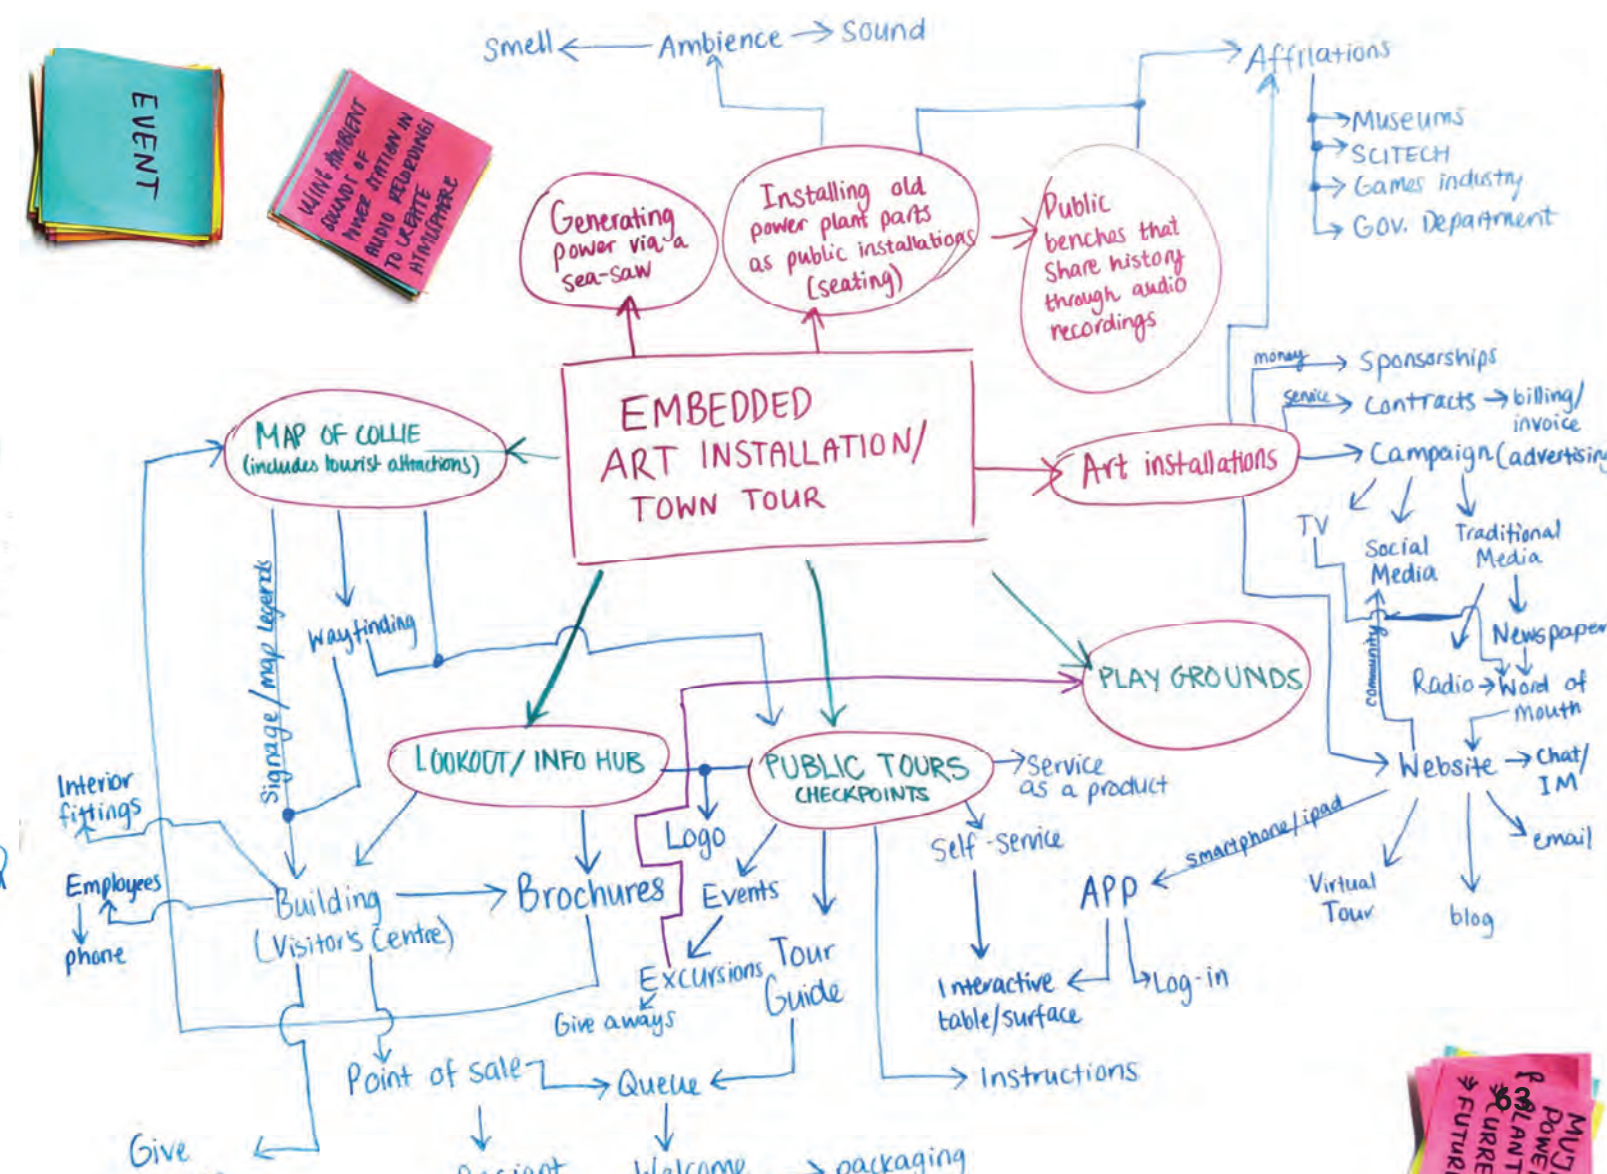 Smell
Ambience
Sound
Affilations
Museums
SCITECH
Games industry
Gov. Department
EVENT
USING AMBIENT
SOUNDS OF
POWER STATION IN
AUDIO RECORDINGS
TO CREATE
ATMOSPHERE
Generating
power via a
sea-saw
Installing old
power plant parts
as public installations
(seating)
Public
benches that
Share history
through audio
recordings
MAP OF COLLIE
(includes tourist attractions)
EMBEDDED
ART INSTALLATION/
TOWN TOUR
Art installations
money
Sponsorships
service
Contracts
billing/
invoice
Campaign (advertising
TV
Social
Media
Traditional
Media
Newspaper
community
Radio
Word of
mouth
Website
Chat/
IM
email
blog
Virtual
Tour
smartphone/ipad
APP
Log-in
Interactive
table/surface
Signage/map legends
Wayfinding
LOOKOUT/INFO HUB
PUBLIC TOURS
CHECKPOINTS
PLAY GROUNDS
Service
as a product
Self-service
Logo
Events
Excursions
Give aways
Tour
Guide
Interior
fittings
Employees
phone
Building
(Visitor's Centre)
Brochures
Point of sale
Queue
Instructions
Give
Welcome
packaging
63